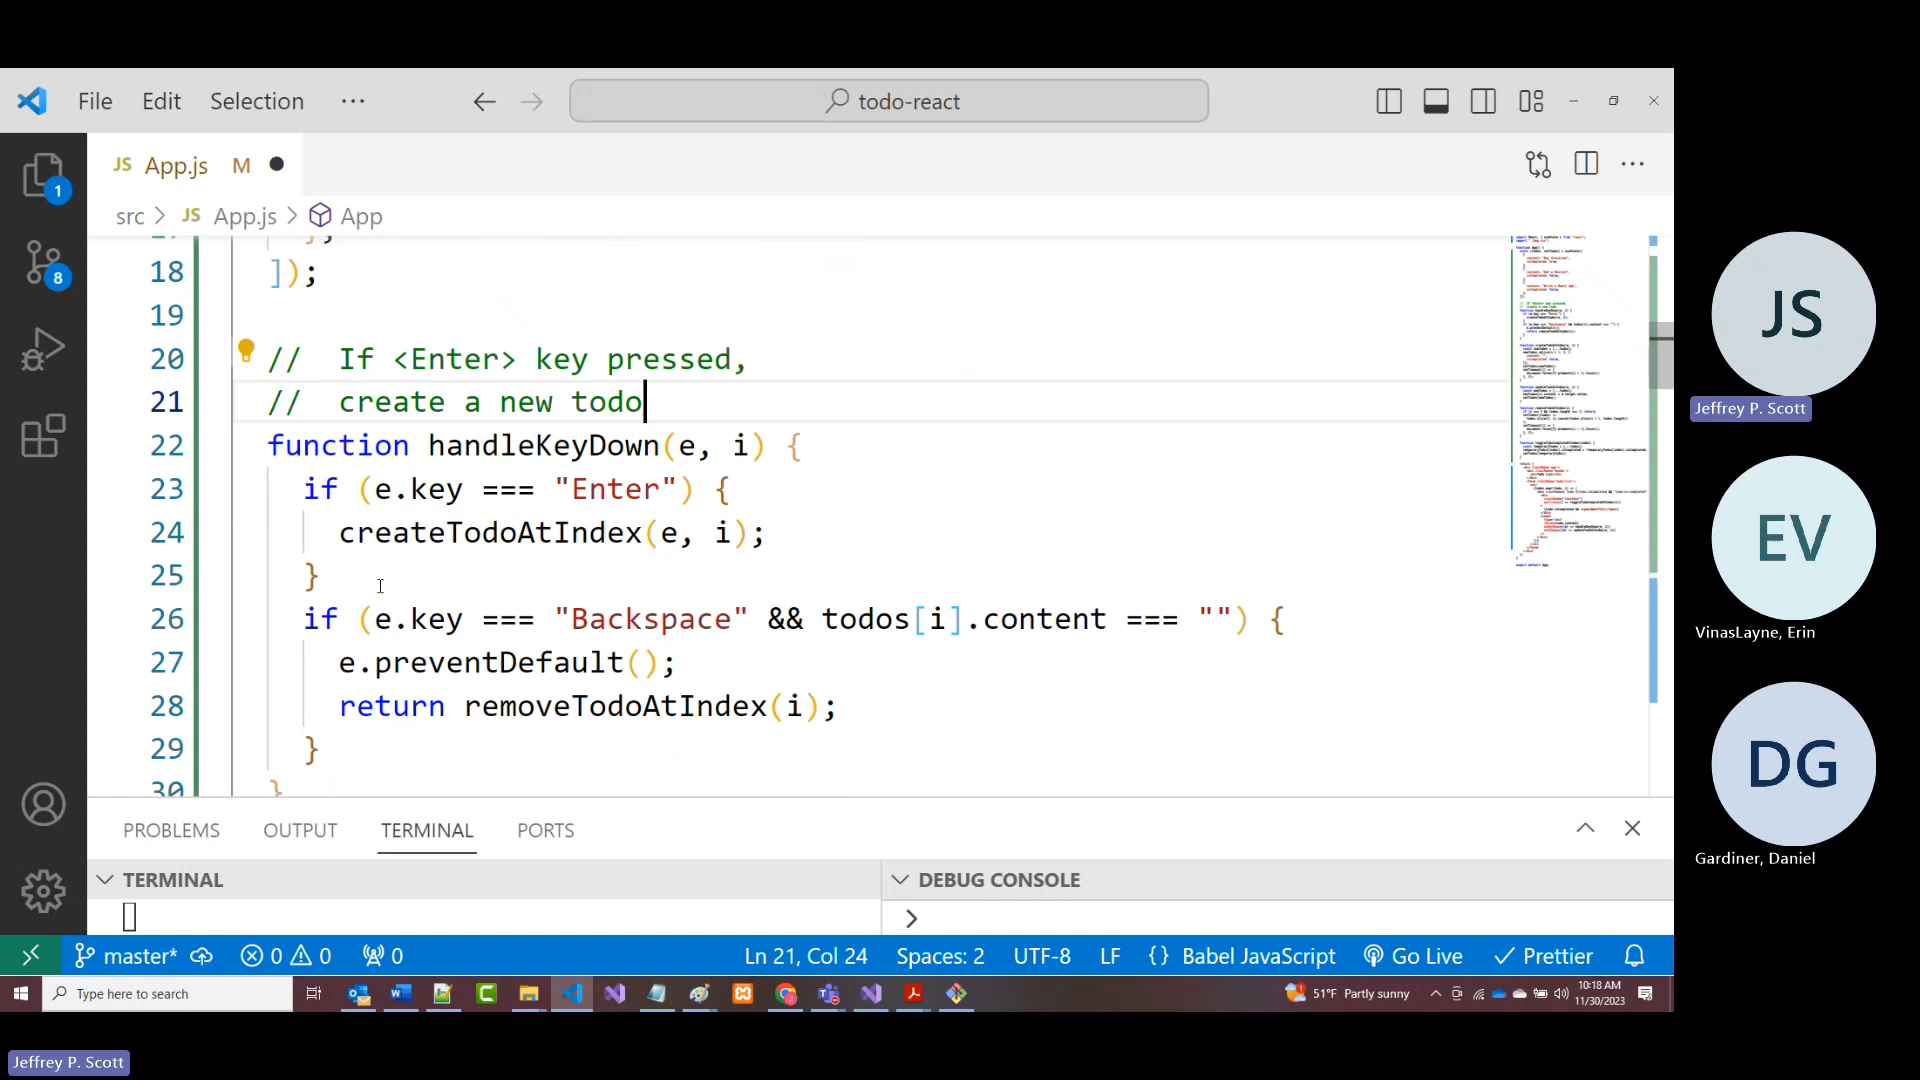 File Edit Selection ··· todo-react
JS App.js M
src > JS App.js > App
18 ]);
19
20 //  If <Enter> key pressed,
21 //  create a new todo
22 function handleKeyDown(e, i) {
23 if (e.key === "Enter") {
24 createTodoAtIndex(e, i);
25 }
26 if (e.key === "Backspace" && todos[i].content === "") {
27 e.preventDefault();
28 return removeTodoAtIndex(i);
29 }
30 }
1
8
PROBLEMS OUTPUT TERMINAL PORTS
TERMINAL
DEBUG CONSOLE
>
master* 0 0 0 Ln 21, Col 24 Spaces: 2 UTF-8 LF {} Babel JavaScript Go Live Prettier
Type here to search
51°F Partly sunny
10:18 AM
11/30/2023
JS
Jeffrey P. Scott
EV
VinasLayne, Erin
DG
Gardiner, Daniel
Jeffrey P. Scott